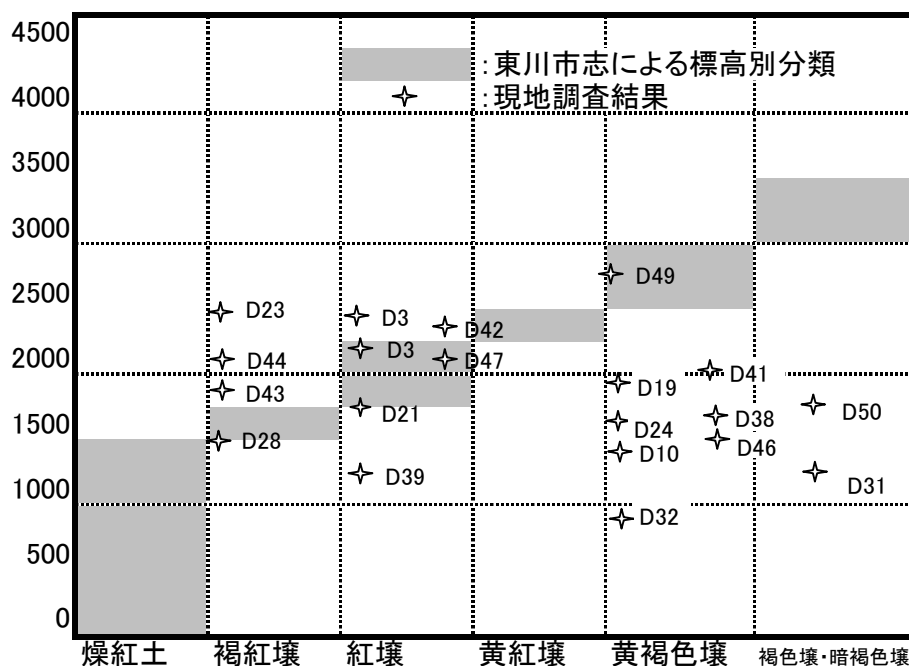 4500
4000
3500
3000
2500
2000
1500
1000
500
0
:東川市志による標高別分類
:現地調査結果
D49
D23
D3
D42
D44
D3
D47
D43
D19
D41
D21
D24
D38
D50
D28
D10
D46
D39
D31
D32
燥紅土
褐紅壌
紅壌
黄紅壌
黄褐色壌
褐色壌・暗褐色壌